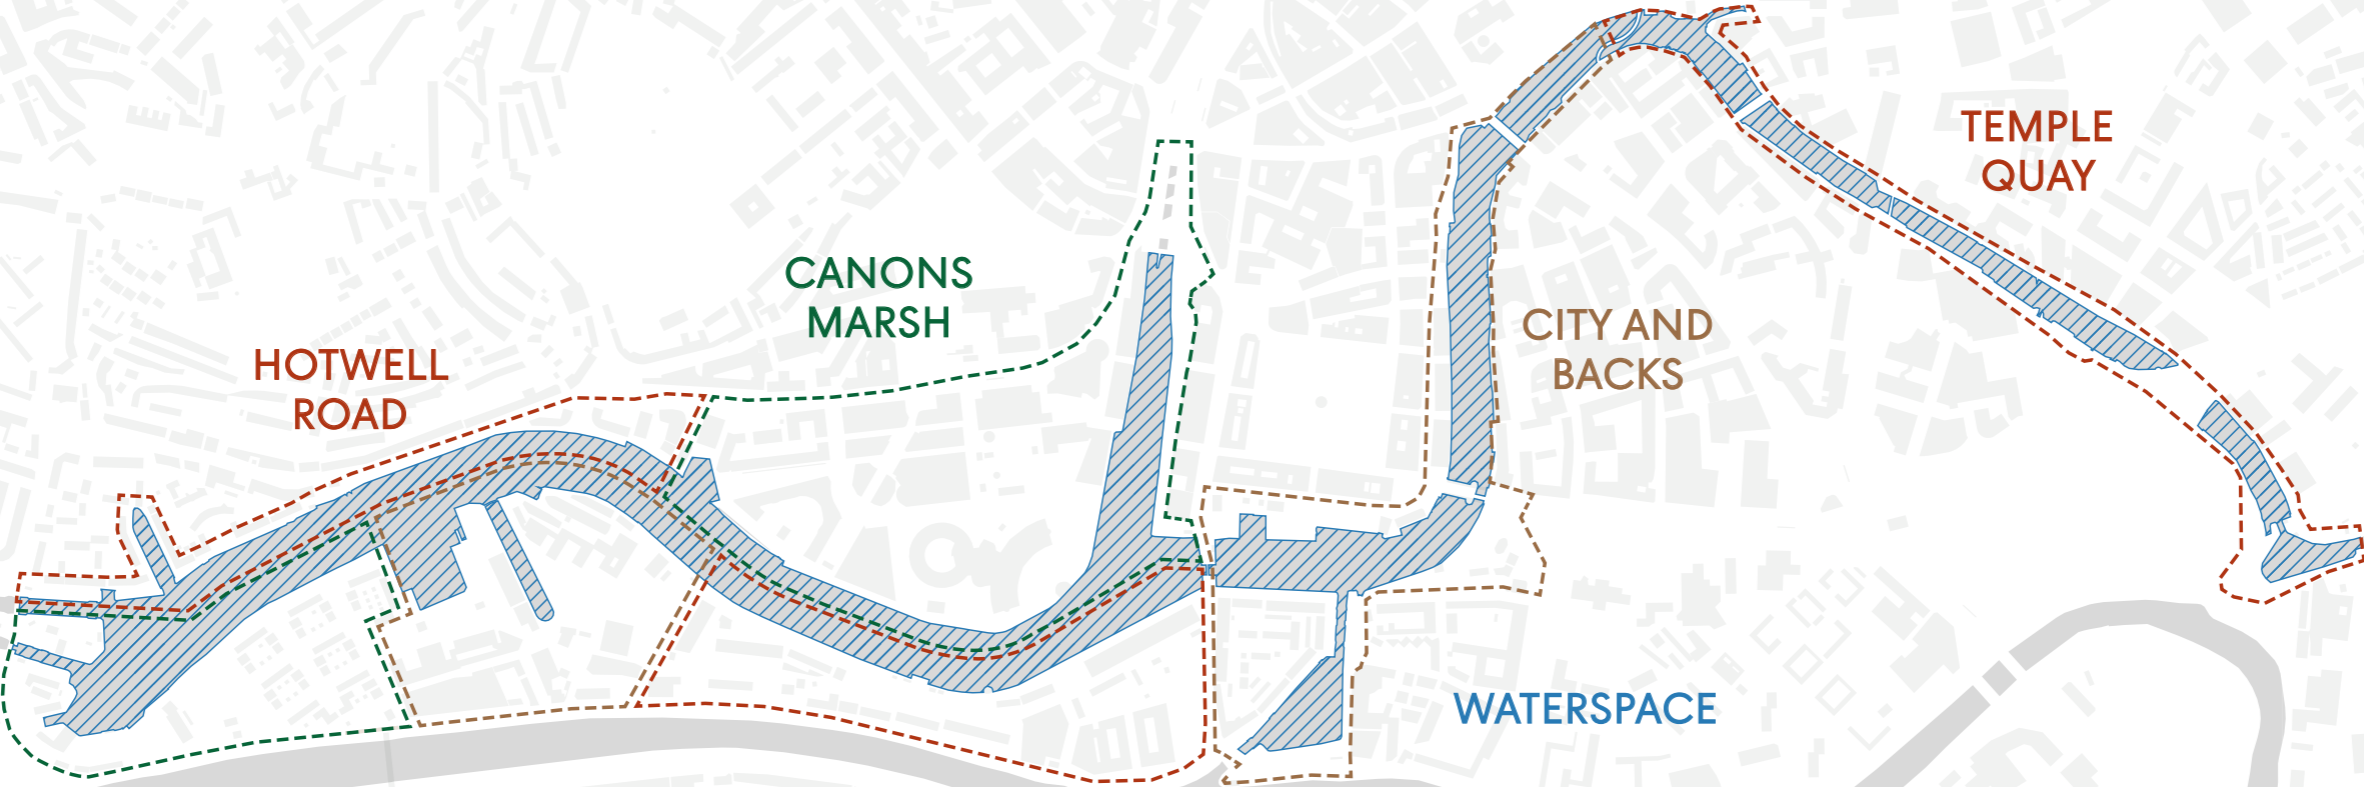 HOTWELL
ROAD
CANONS
MARSH
CITY AND
BACKS
TEMPLE
QUAY
WATERSPACE